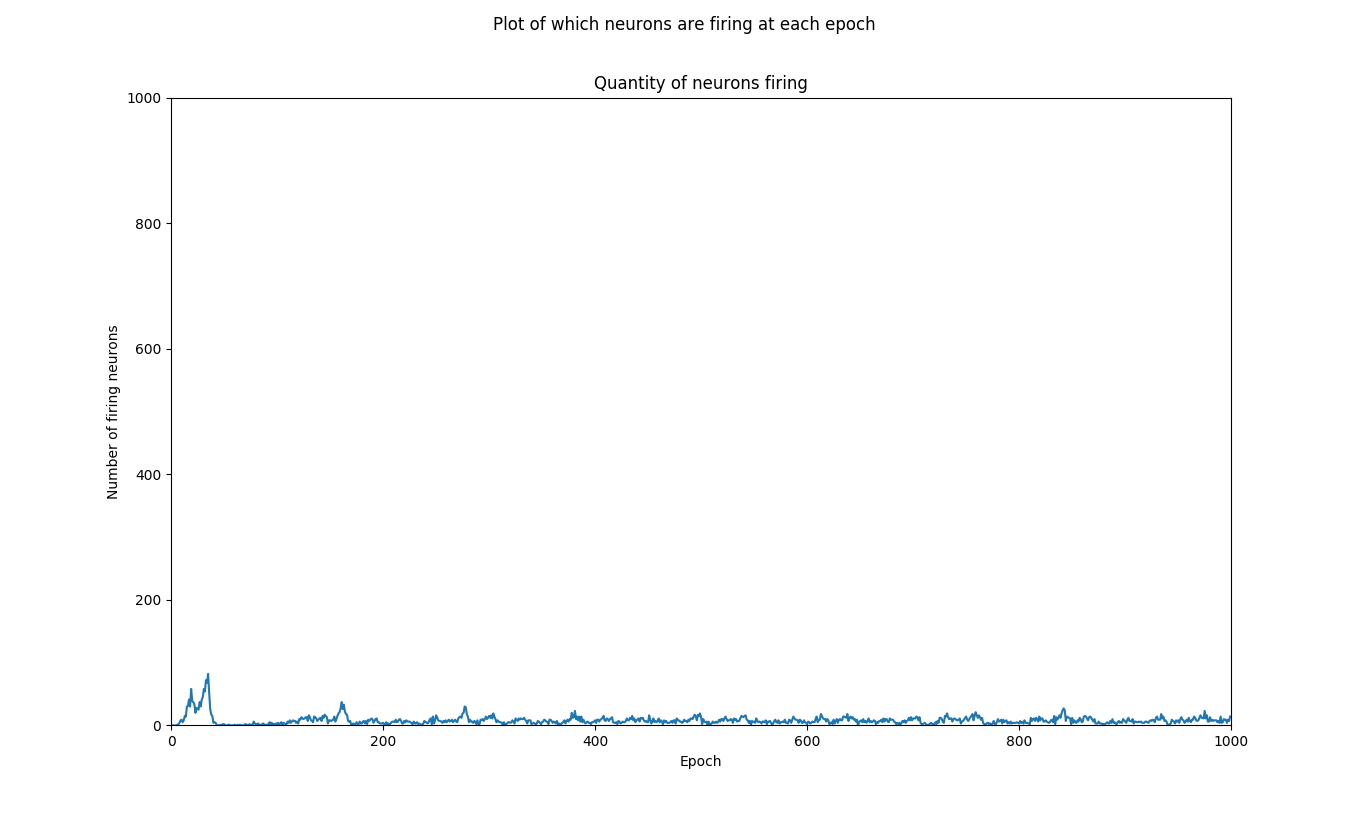 Plot of which neurons are firing at each epoch
Quantity of neurons firing
1000
800
600
400
200
0
Number of firing neurons
0 200 400 600 800 1000
Epoch